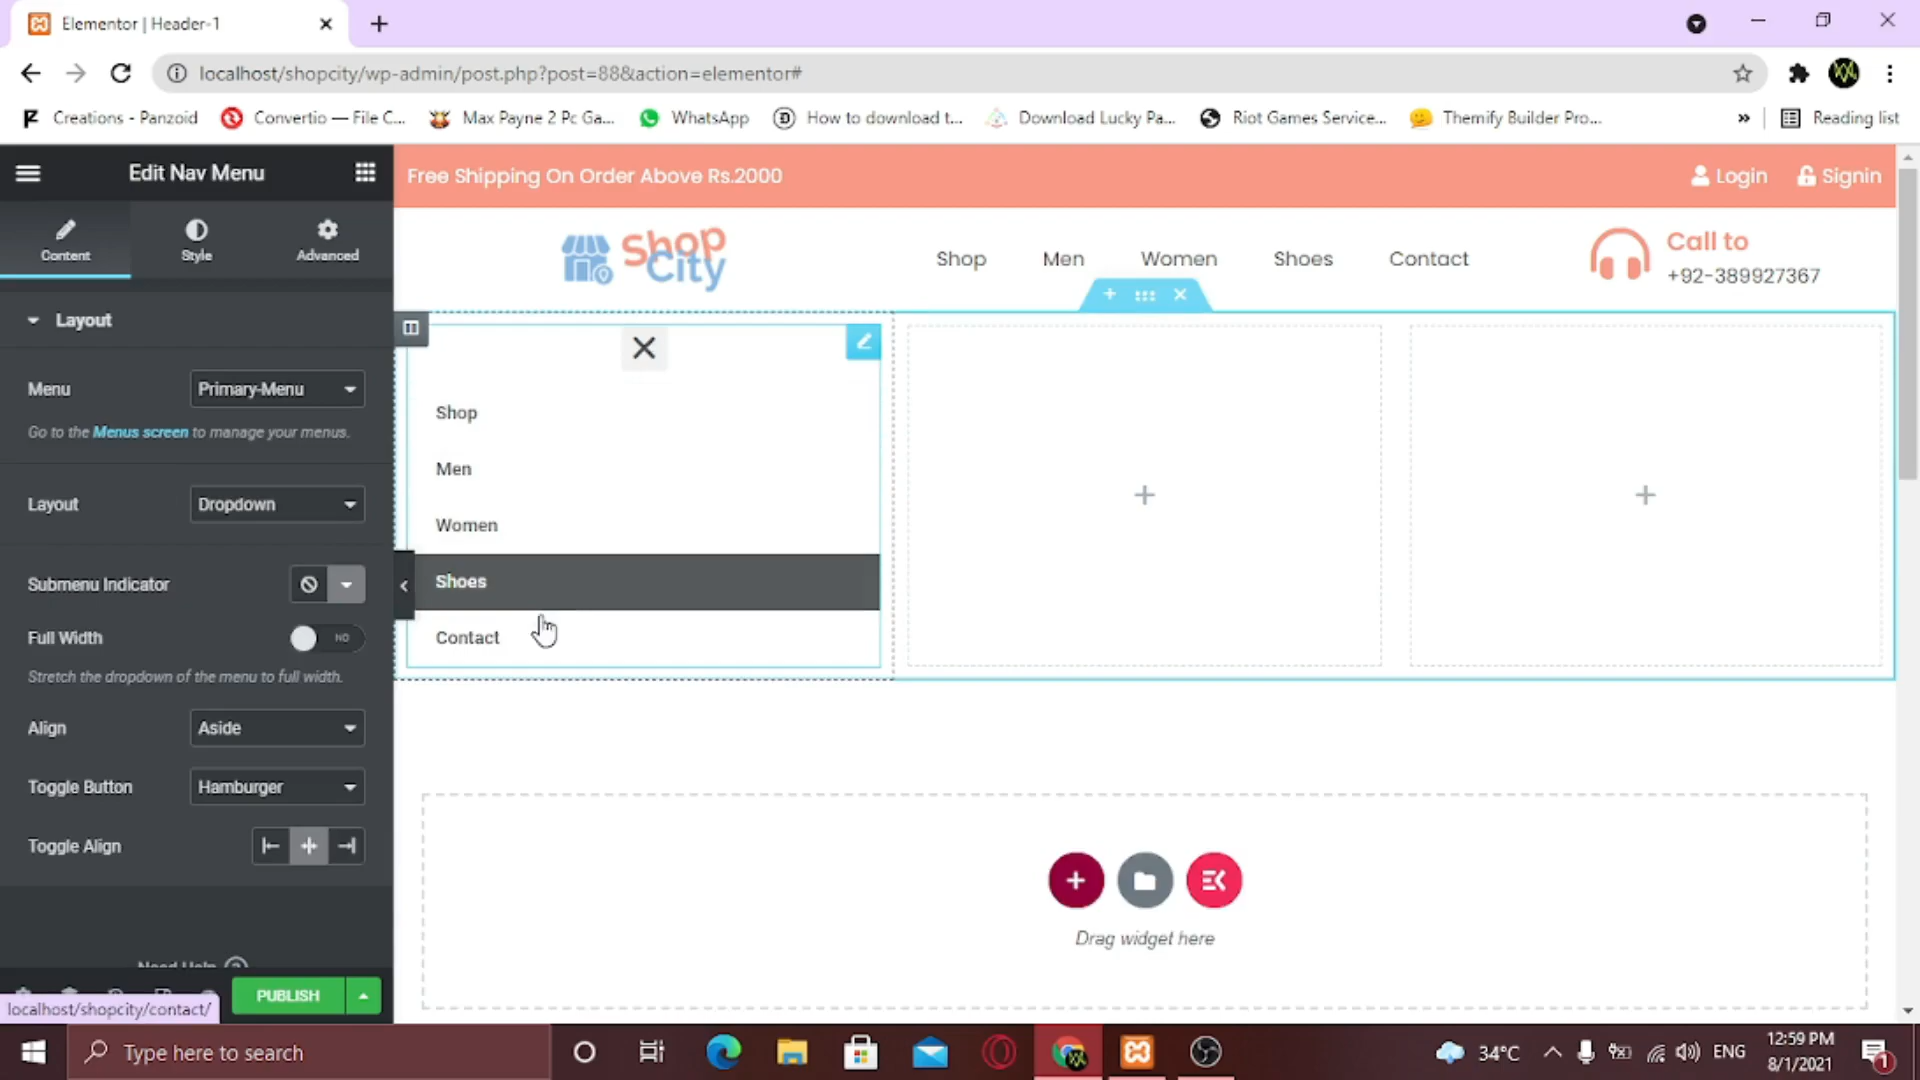 Elementor | Header-1
localhost/shopcity/wp-admin/post.php?post=88&action=elementor#
Creations - Panzoid
Convertio — File C...
Max Payne 2 Pc Ga...
WhatsApp
How to download t...
Download Lucky Pa...
Riot Games Service...
Themify Builder Pro...
»
Reading list
Edit Nav Menu
Free Shipping On Order Above Rs.2000
Login
Signin
Content
Style
Advanced
Shop City
Shop
Men
Women
Shoes
Contact
Call to
+92-389927367
Layout
Menu
Primary-Menu
Go to the Menus screen to manage your menus.
Layout
Dropdown
Submenu Indicator
Full Width
NO
Stretch the dropdown of the menu to full width.
Align
Aside
Toggle Button
Hamburger
Toggle Align
Need Help
Shop
Men
Women
Shoes
Contact
Drag widget here
PUBLISH
localhost/shopcity/contact/
Type here to search
34°C
ENG
12:59 PM
8/1/2021
1